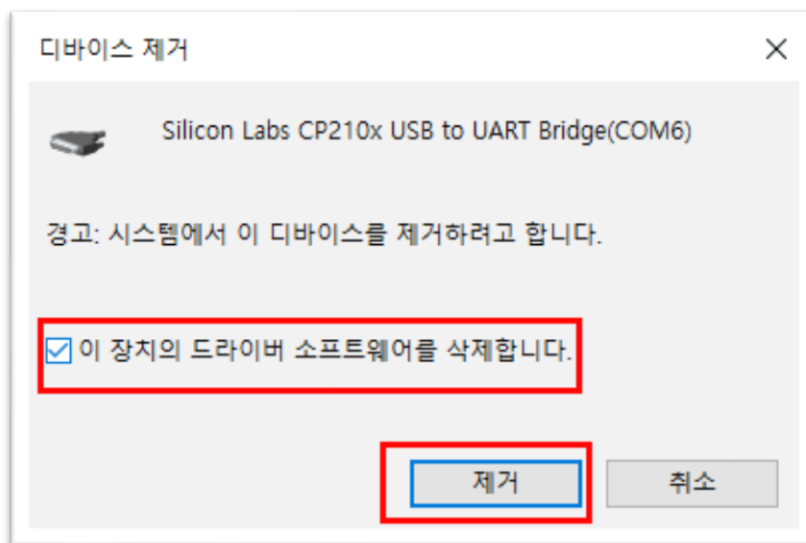 디바이스 제거
Silicon Labs CP210x USB to UART Bridge(COM6)
경고: 시스템에서 이 디바이스를 제거하려고 합니다.
이 장치의 드라이버 소프트웨어를 삭제합니다.
제거 취소